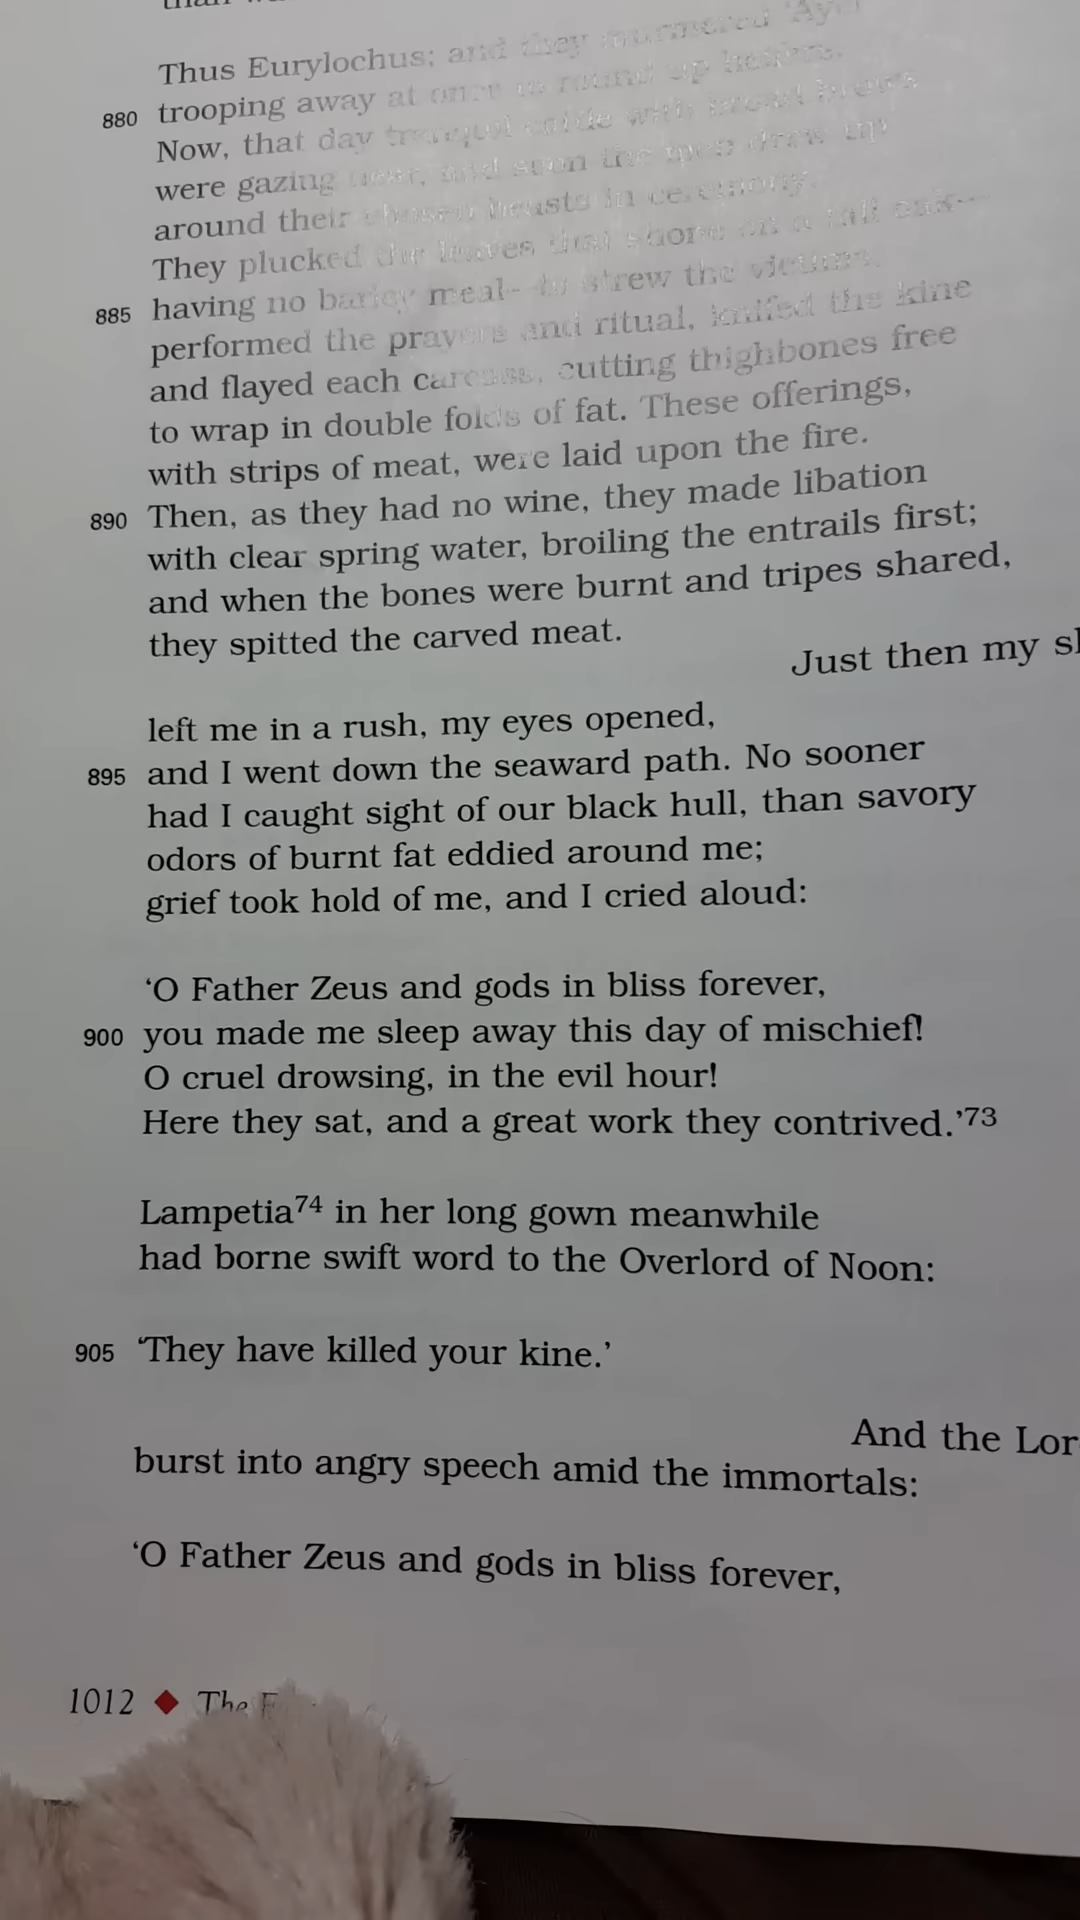 Thus Eurylochus; and they murmered 'Aye!'
880 trooping away at once to round up heifers.
Now, that day tranquil cattle with broad brows
were gazing near, and soon the men drew up
around their chosen beasts in ceremony.
They plucked the leaves that shone on a tall oak--
885 having no barley meal--to strew the victims,
performed the prayers and ritual, knifed the kine
and flayed each carcass, cutting thighbones free
to wrap in double folds of fat. These offerings,
with strips of meat, were laid upon the fire.
890 Then, as they had no wine, they made libation
with clear spring water, broiling the entrails first;
and when the bones were burnt and tripes shared,
they spitted the carved meat.
Just then my sl
left me in a rush, my eyes opened,
895 and I went down the seaward path. No sooner
had I caught sight of our black hull, than savory
odors of burnt fat eddied around me;
grief took hold of me, and I cried aloud:
'O Father Zeus and gods in bliss forever,
900 you made me sleep away this day of mischief!
O cruel drowsing, in the evil hour!
Here they sat, and a great work they contrived.'73
Lampetia74 in her long gown meanwhile
had borne swift word to the Overlord of Noon:
905 'They have killed your kine.'
And the Lor
burst into angry speech amid the immortals:
'O Father Zeus and gods in bliss forever,
1012 ◆ The